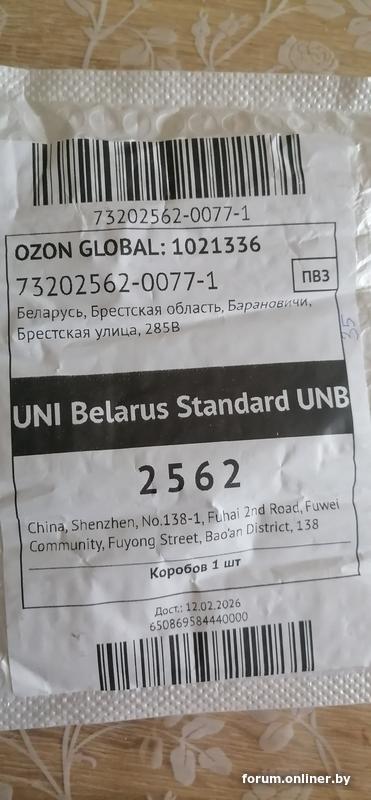 73202562-0077-1
OZON GLOBAL: 1021336
73202562-0077-1
ПВЗ
Беларусь, Брестская область, Барановичи,
Брестская улица, 285В
35
UNI Belarus Standard UNB
2562
China, Shenzhen, No.138-1, Fuhai 2nd Road, Fuwei
Community, Fuyong Street, Bao'an District, 138
Коробов 1 шт
Дост.: 12.02.2026
650869584440000
forum.onliner.by